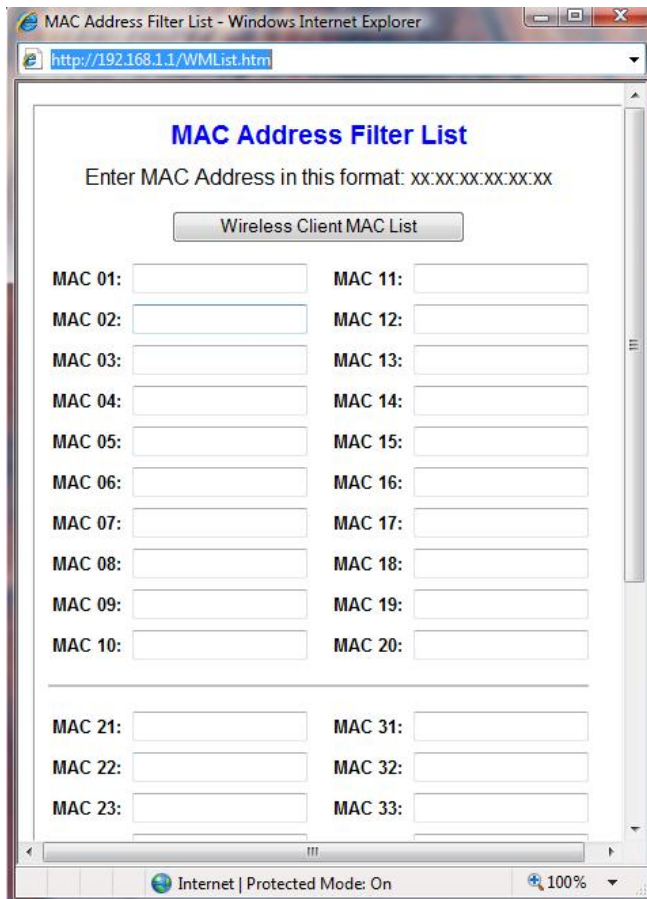 MAC Address Filter List - Windows Internet Explorer
http://192.168.1.1/WMList.htm
MAC Address Filter List
Enter MAC Address in this format: xx:xx:xx:xx:xx:xx
Wireless Client MAC List
MAC 01: MAC 11:
MAC 02: MAC 12:
MAC 03: MAC 13:
MAC 04: MAC 14:
MAC 05: MAC 15:
MAC 06: MAC 16:
MAC 07: MAC 17:
MAC 08: MAC 18:
MAC 09: MAC 19:
MAC 10: MAC 20:
MAC 21: MAC 31:
MAC 22: MAC 32:
MAC 23: MAC 33:
Internet | Protected Mode: On 100%